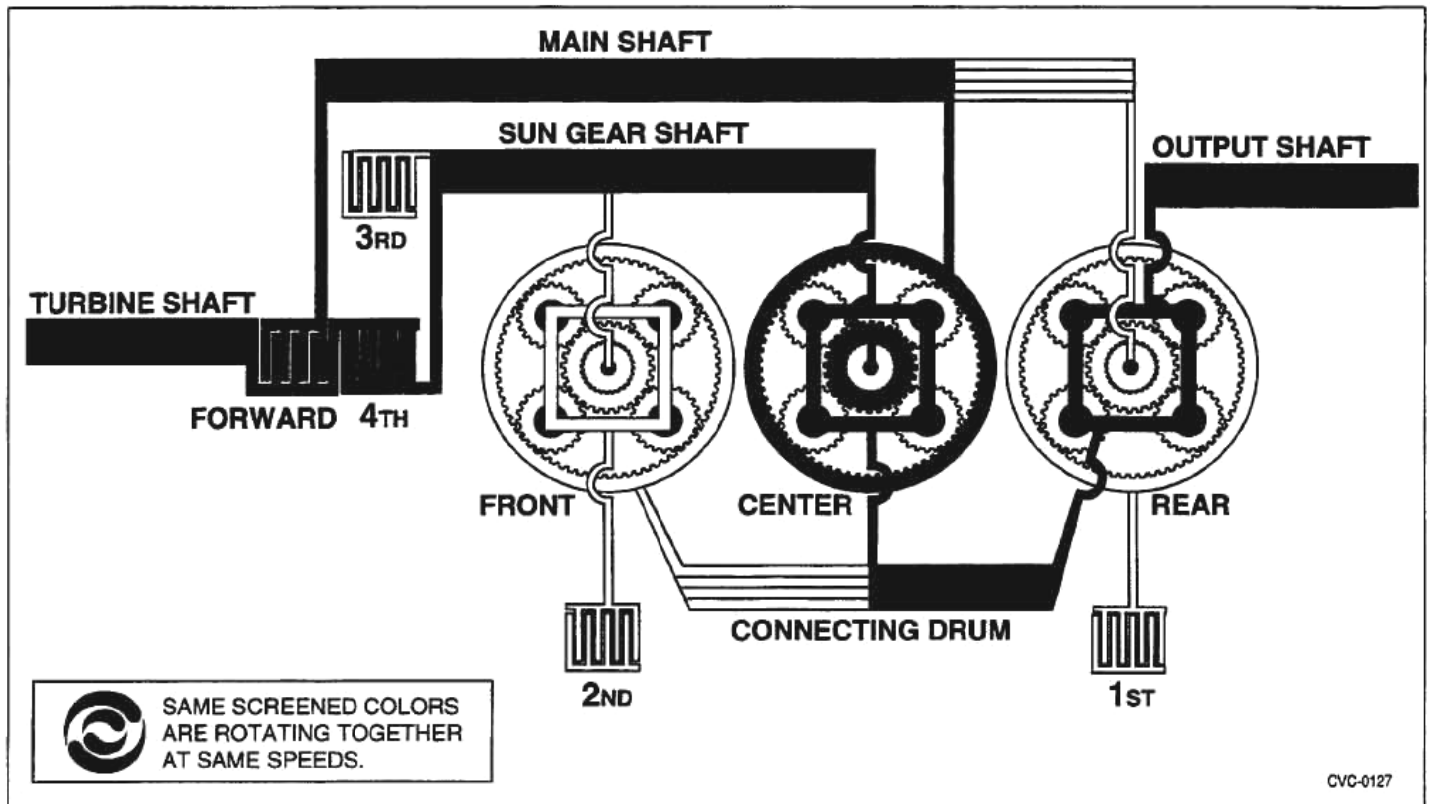 MAIN SHAFT
SUN GEAR SHAFT
OUTPUT SHAFT
3RD
TURBINE SHAFT
FORWARD 4TH
FRONT
CENTER
REAR
CONNECTING DRUM
2ND
1ST
SAME SCREENED COLORS
ARE ROTATING TOGETHER
AT SAME SPEEDS.
CVC-0127